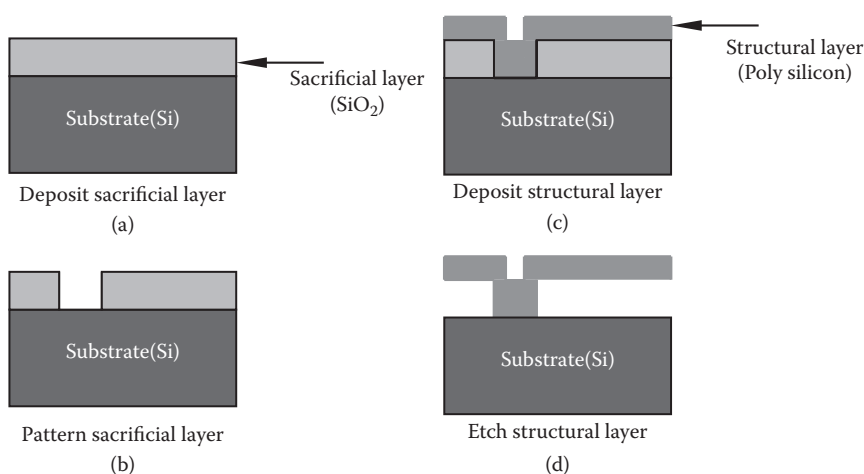 Sacrificial layer
(SiO₂)
Substrate(Si)
Deposit sacrificial layer
(a)
Structural layer
(Poly silicon)
Substrate(Si)
Deposit structural layer
(c)
Substrate(Si)
Pattern sacrificial layer
(b)
Substrate(Si)
Etch structural layer
(d)